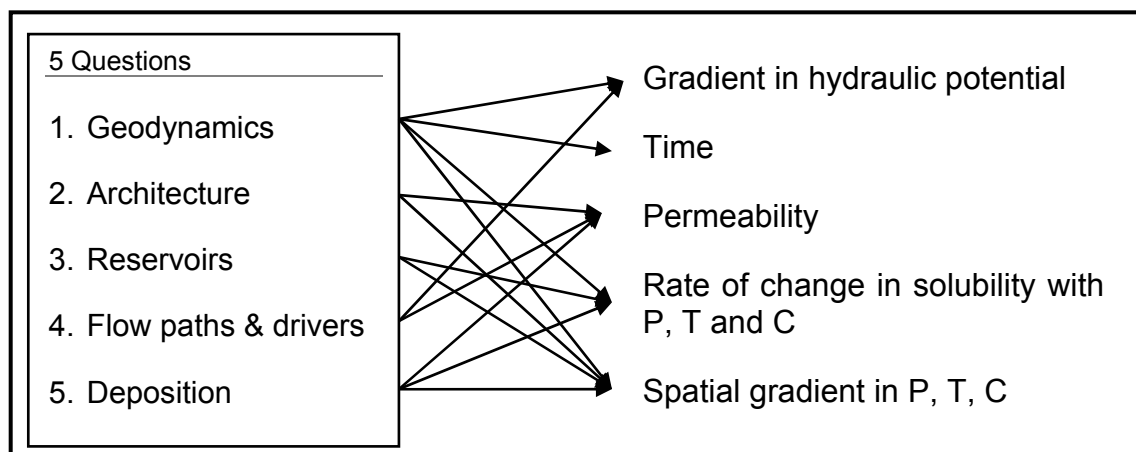 5 Questions
1. Geodynamics
2. Architecture
3. Reservoirs
4. Flow paths & drivers
5. Deposition
Gradient in hydraulic potential
Time
Permeability
Rate of change in solubility with
P, T and C
Spatial gradient in P, T, C